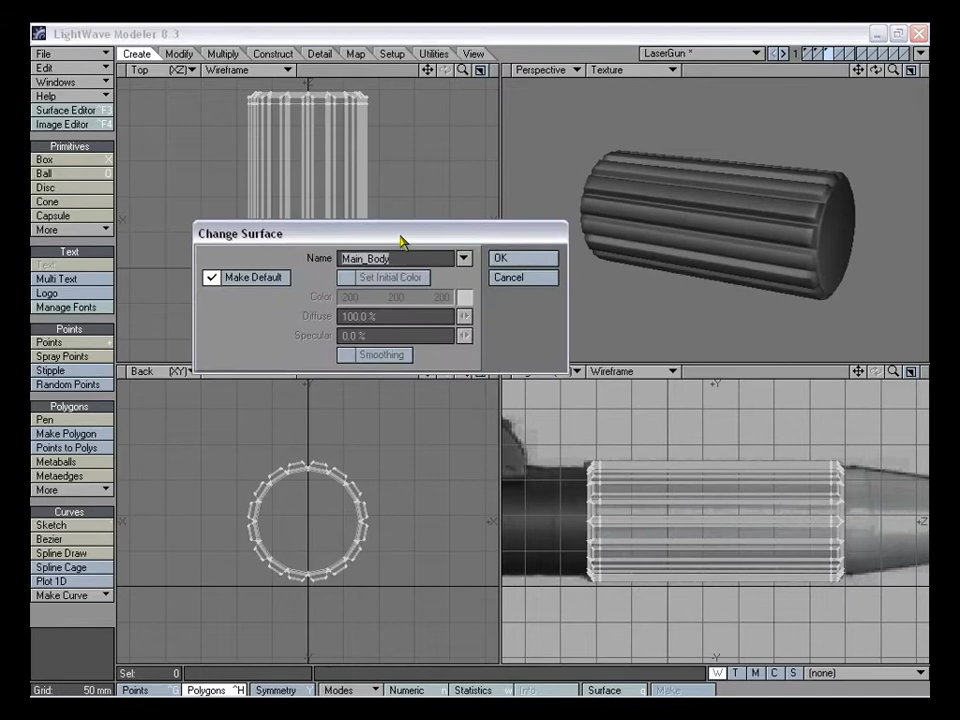 LightWave Modeler 8.3
File
Edit
Windows
Help
Surface Editor F3
Image Editor ^F4
Primitives
Box X
Ball O
Disc
Cone
Capsule
More
Text
Text
Multi Text
Logo
Manage Fonts
Points
Points +
Spray Points
Stipple
Random Points
Polygons
Pen
Make Polygon
Points to Polys
Metaballs
Metaedges
More
Curves
Sketch
Bezier
Spline Draw
Spline Cage
Plot 1D
Make Curve
Create Modify Multiply Construct Detail Map Setup Utilities View
LaserGun * 1
Top (XZ) Wireframe
Perspective Texture
Change Surface
Name Main_Body
Make Default
Set Initial Color
Color 200 200 200
Diffuse 100.0 %
Specular 0.0 %
Smoothing
OK
Cancel
Back (XY)
Wireframe
Sel: 0
W T M C S (none)
Grid: 50 mm
Points ^G Polygons ^H Symmetry Y Modes Numeric n Statistics w Info Surface q Make